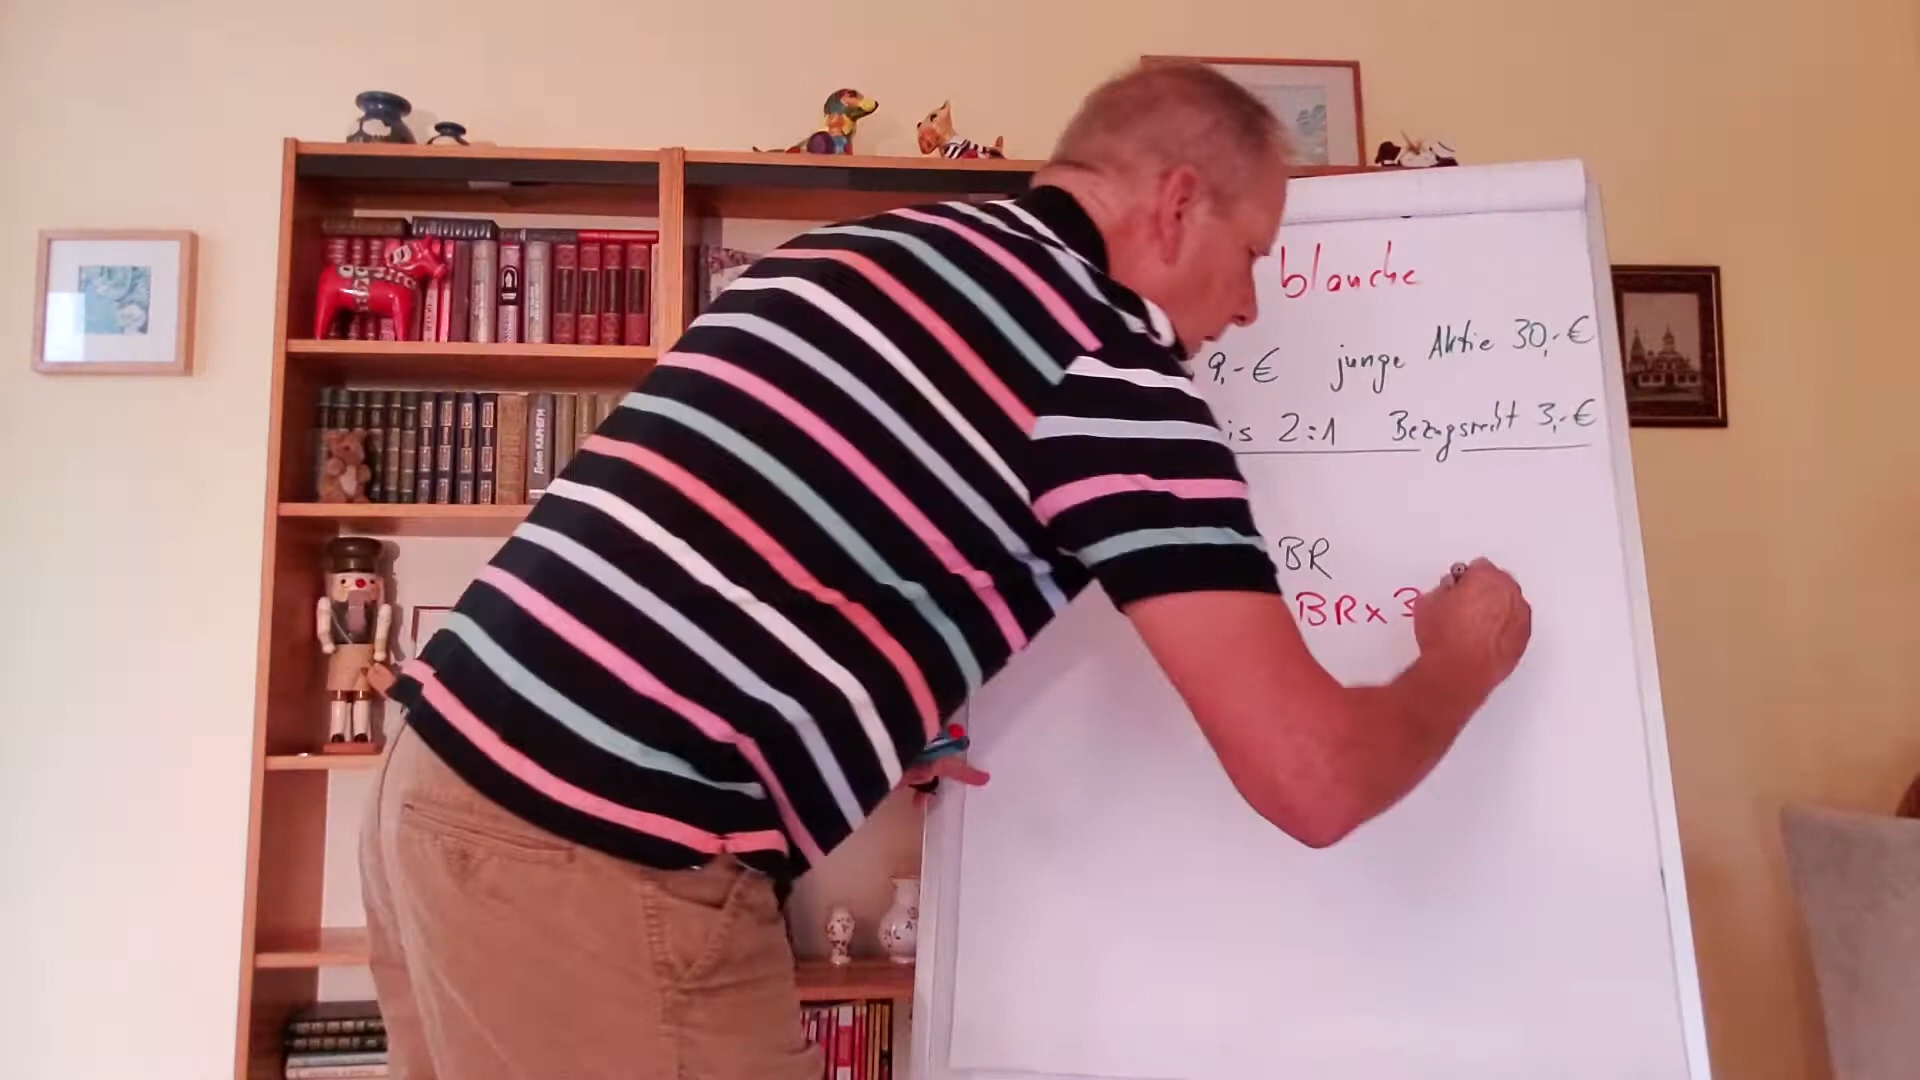 blanche
9,-€ junge Aktie 30,-€
is 2:1 Bezugsrecht 3,-€
BR
BR x 3